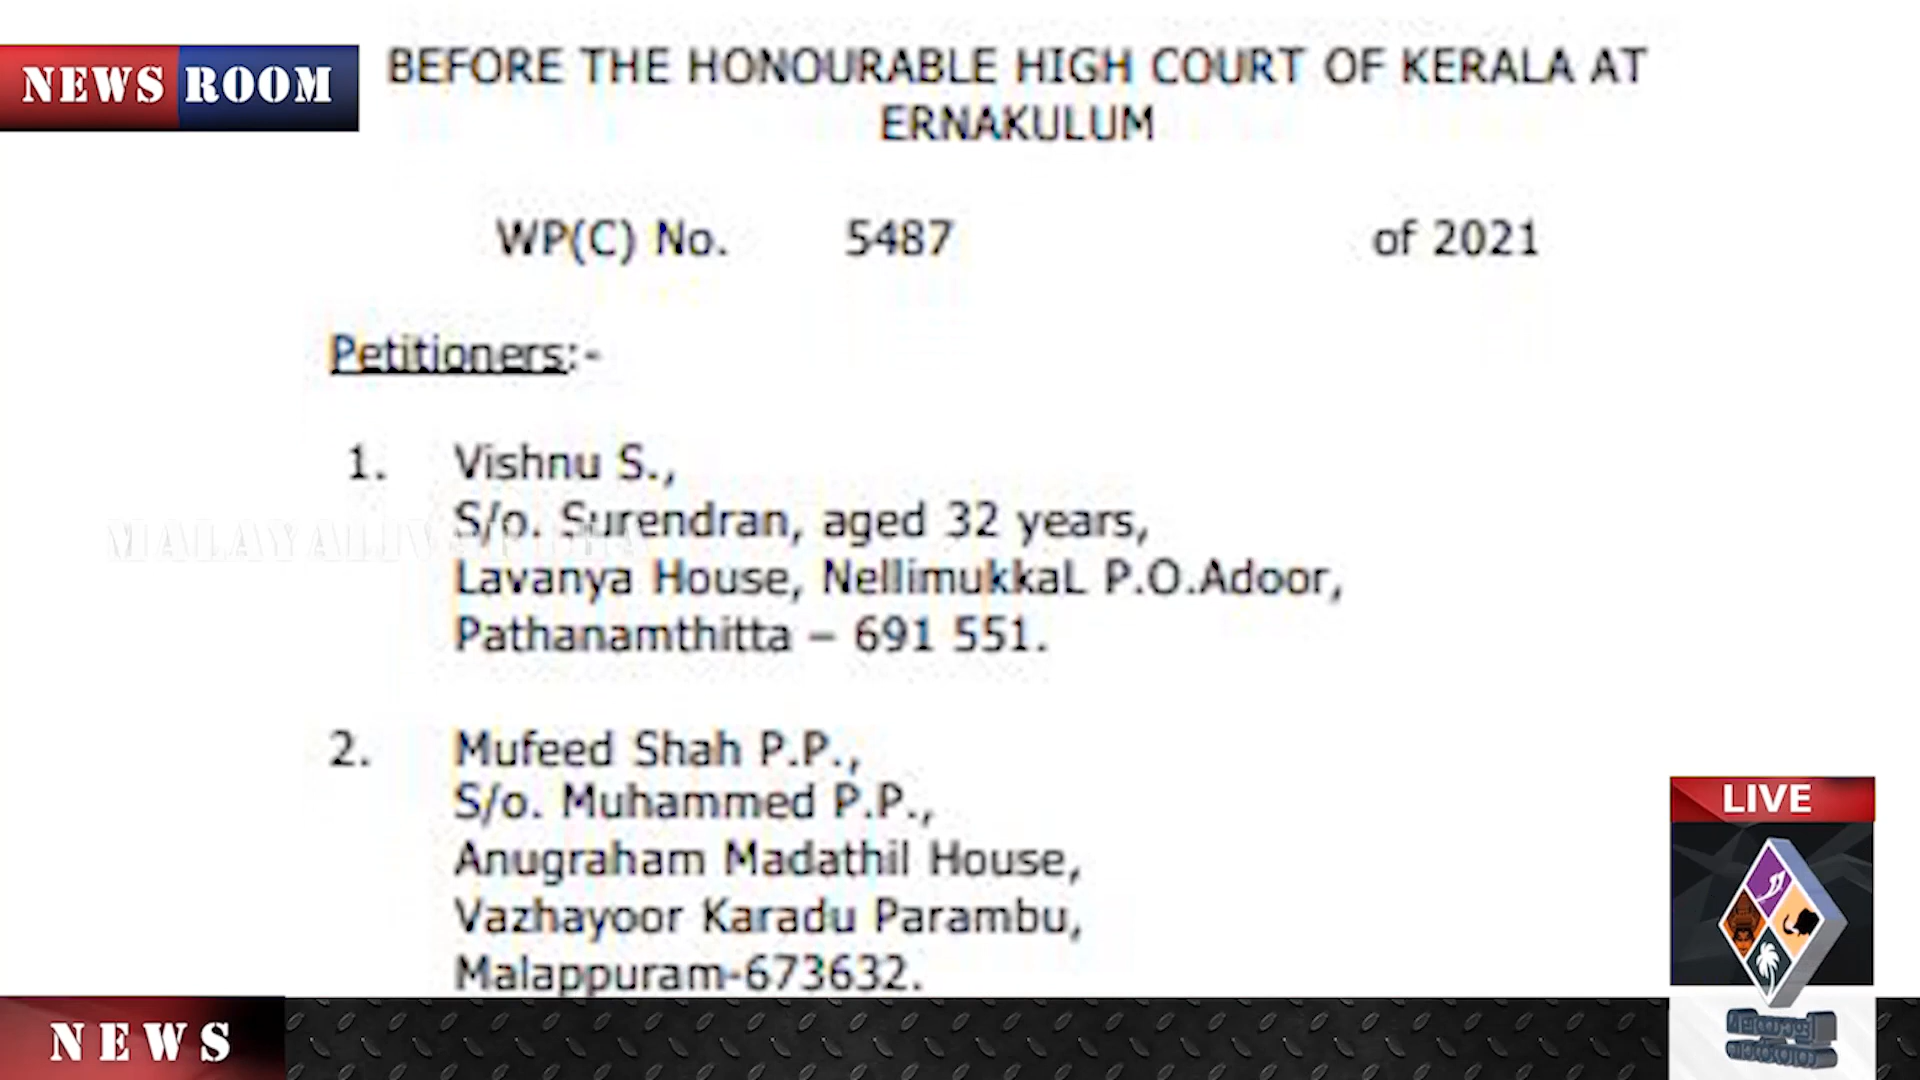 NEWS ROOM
BEFORE THE HONOURABLE HIGH COURT OF KERALA AT
ERNAKULUM
WP(C) No. 5487 of 2021
Petitioners:-
1. Vishnu S.,
S/o. Surendran, aged 32 years,
Lavanya House, NellimukkaL P.O.Adoor,
Pathanamthitta – 691 551.
2. Mufeed Shah P.P.,
S/o. Muhammed P.P.,
Anugraham Madathil House,
Vazhayoor Karadu Parambu,
Malappuram-673632.
LIVE
NEWS